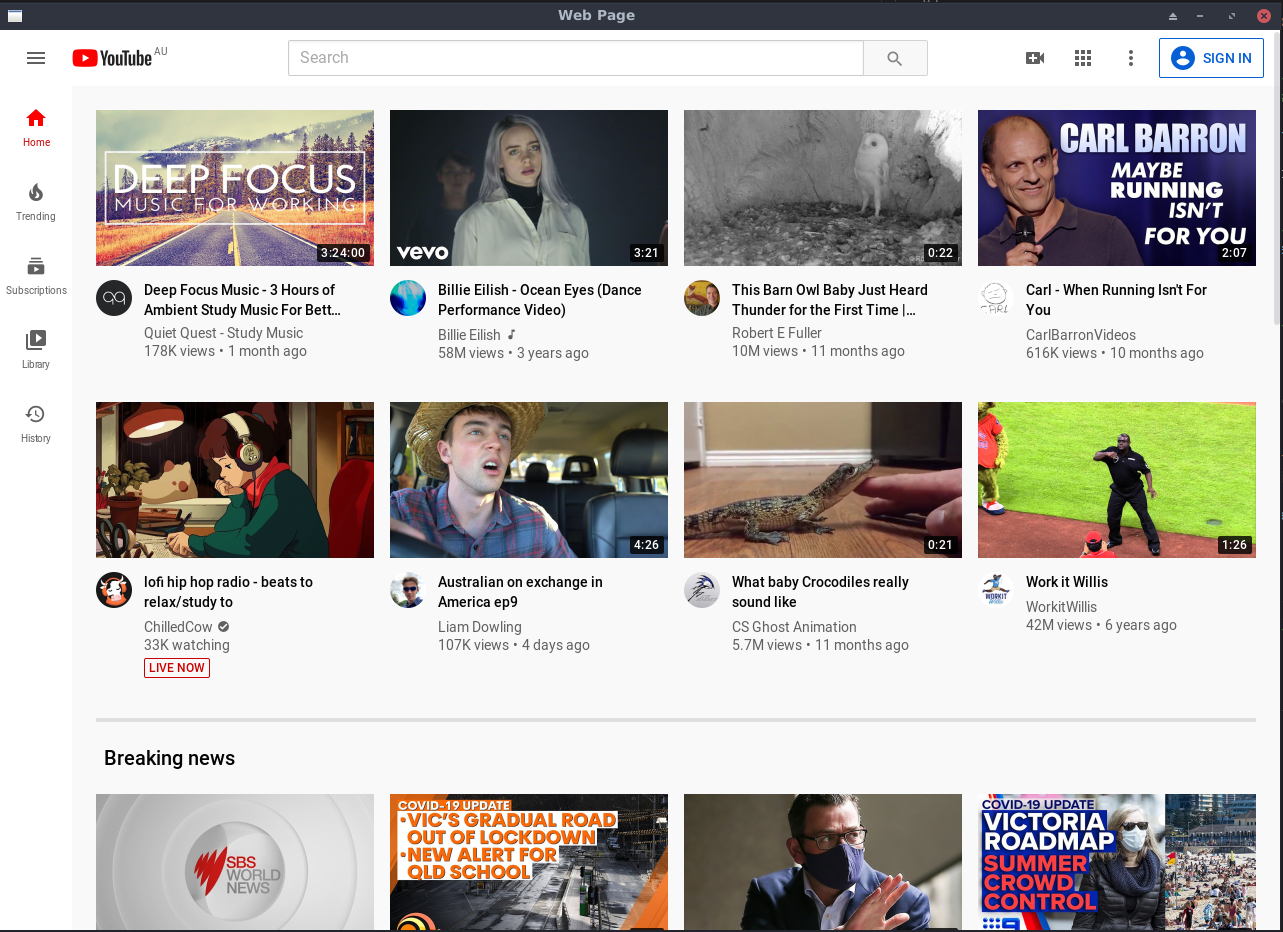 Web Page
YouTube AU
Search
SIGN IN
Home
Trending
Subscriptions
Library
History
DEEP FOCUS
MUSIC FOR WORKING
3:24:00
Deep Focus Music - 3 Hours of
Ambient Study Music For Bett...
Quiet Quest - Study Music
178K views • 1 month ago
vevo
3:21
Billie Eilish - Ocean Eyes (Dance
Performance Video)
Billie Eilish
58M views • 3 years ago
0:22
This Barn Owl Baby Just Heard
Thunder for the First Time |...
Robert E Fuller
10M views • 11 months ago
CARL BARRON
MAYBE
RUNNING
ISN'T
FOR YOU
2:07
Carl - When Running Isn't For
You
CarlBarronVideos
616K views • 10 months ago
lofi hip hop radio - beats to
relax/study to
ChilledCow
33K watching
LIVE NOW
4:26
Australian on exchange in
America ep9
Liam Dowling
107K views • 4 days ago
0:21
What baby Crocodiles really
sound like
CS Ghost Animation
5.7M views • 11 months ago
1:26
WORKIT
Work it Willis
WorkitWillis
42M views • 6 years ago
Breaking news
SBS
WORLD
NEWS
COVID-19 UPDATE
•VIC'S GRADUAL ROAD
OUT OF LOCKDOWN
•NEW ALERT FOR
QLD SCHOOL
COVID-19 UPDATE
VICTORIA
ROADMAP
SUMMER
CROWD
CONTROL
9